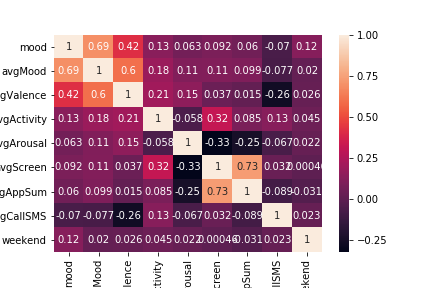 mood 1 0.69 0.42 0.13 0.063 0.092 0.06 -0.07 0.12
avgMood 0.69 1 0.6 0.18 0.11 0.11 0.099 -0.077 0.02
gValence 0.42 0.6 1 0.21 0.15 0.037 0.015 -0.26 0.026
vgActivity 0.13 0.18 0.21 1 -0.058 0.32 0.085 0.13 0.045
vgArousal 0.063 0.11 0.15 -0.058 1 -0.33 -0.25 -0.067 0.022
vgScreen 0.092 0.11 0.037 0.32 -0.33 1 0.73 0.032 0.00046
gAppSum 0.06 0.099 0.015 0.085 -0.25 0.73 1 -0.089 -0.031
gCallSMS -0.07 -0.077 -0.26 0.13 -0.067 0.032 -0.089 1 0.023
weekend 0.12 0.02 0.026 0.045 0.022 0.00046 -0.031 0.023 1
mood
Mood
lence
ctivity
ousal
creen
pSum
llSMS
ekend
1.00
0.75
0.50
0.25
0.00
−0.25